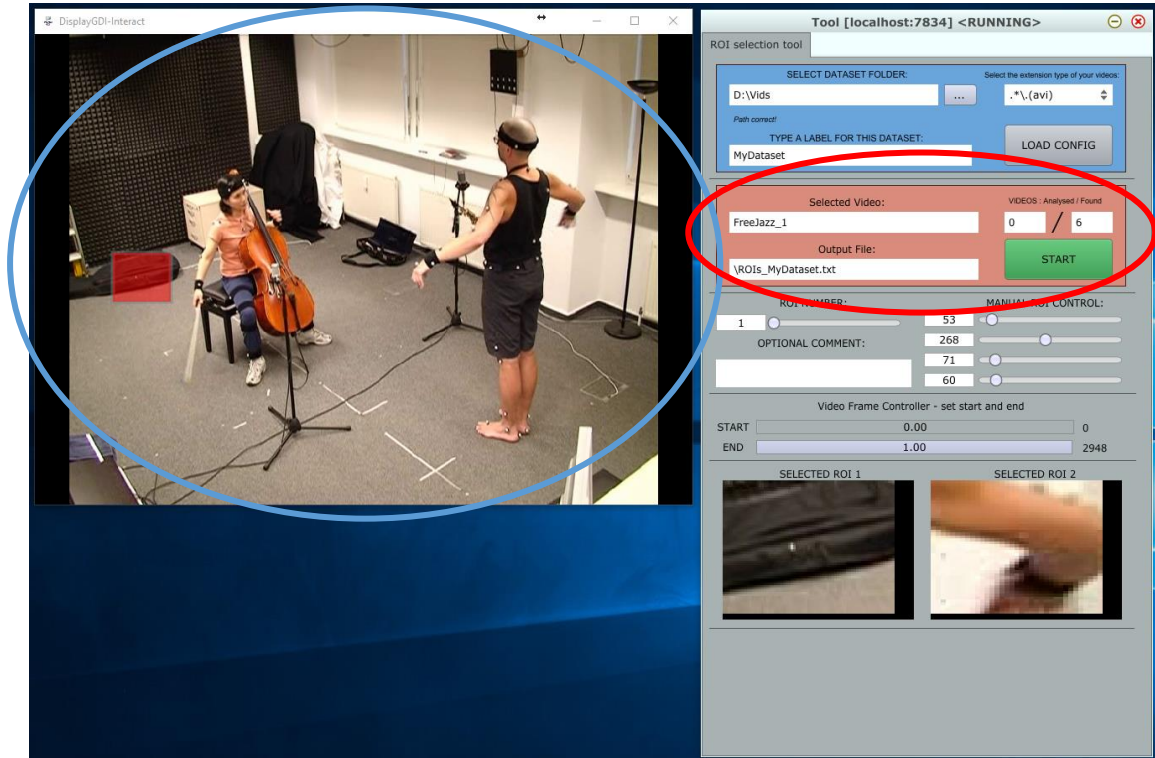 DisplayGDI-Interact
Tool [localhost:7834] <RUNNING>
ROI selection tool
SELECT DATASET FOLDER:
Select the extension type of your videos:
D:\Vids
...
.*\.(avi)
Path correct!
TYPE A LABEL FOR THIS DATASET:
MyDataset
LOAD CONFIG
Selected Video:
VIDEOS : Analysed / Found
FreeJazz_1
0 / 6
Output File:
\ROIs_MyDataset.txt
START
ROI NUMBER:
MANUAL ROI CONTROL:
1
53
OPTIONAL COMMENT:
268
71
60
Video Frame Controller - set start and end
START 0.00 0
END 1.00 2948
SELECTED ROI 1
SELECTED ROI 2